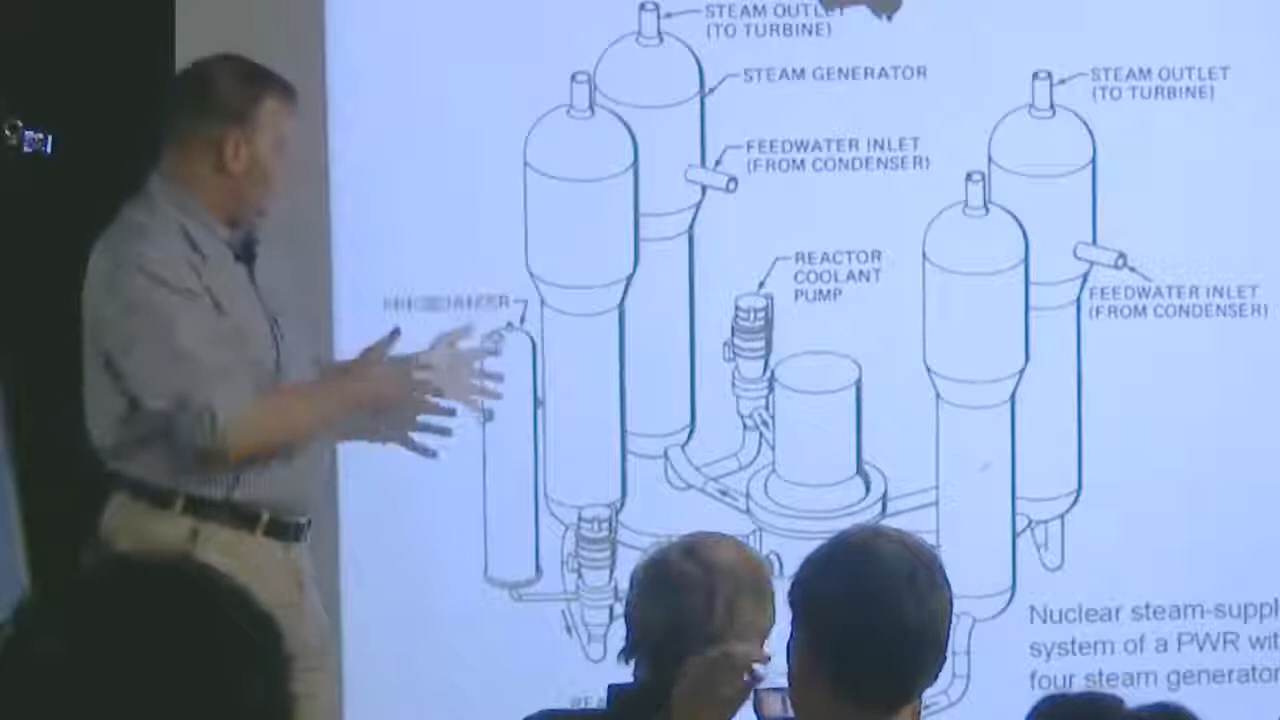 STEAM OUTLET
(TO TURBINE)
STEAM GENERATOR
STEAM OUTLET
(TO TURBINE)
FEEDWATER INLET
(FROM CONDENSER)
REACTOR
COOLANT
PUMP
FEEDWATER INLET
(FROM CONDENSER)
Nuclear steam-suppl
system of a PWR wit
four steam generator